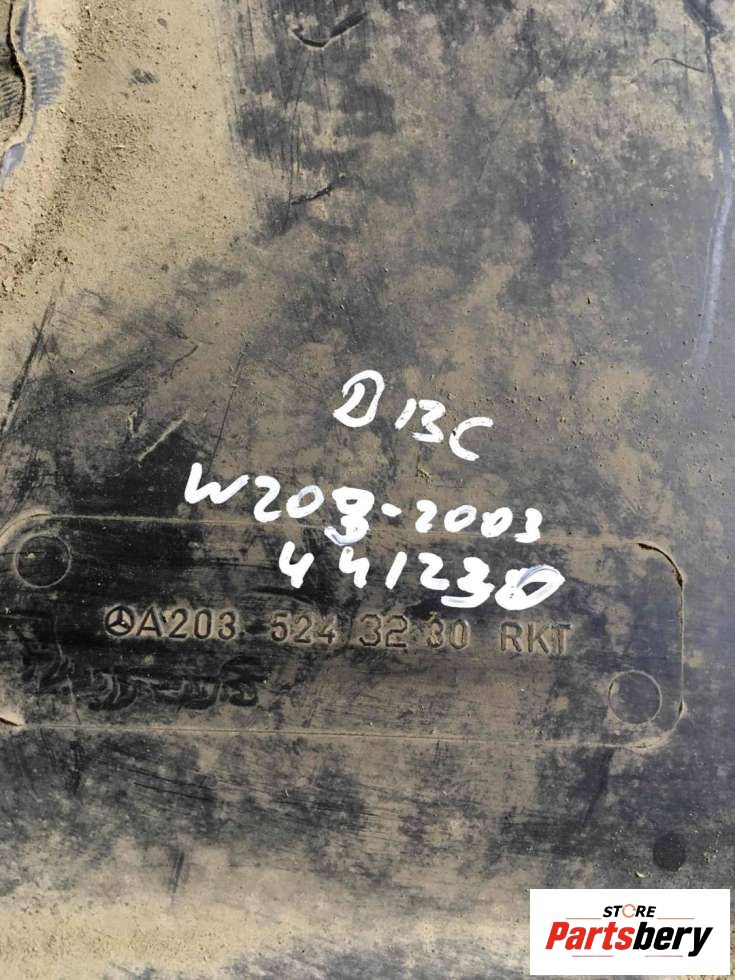 D13C
W203-2003
441230
A203 524 32 30 RKT
STORE
Partsbery